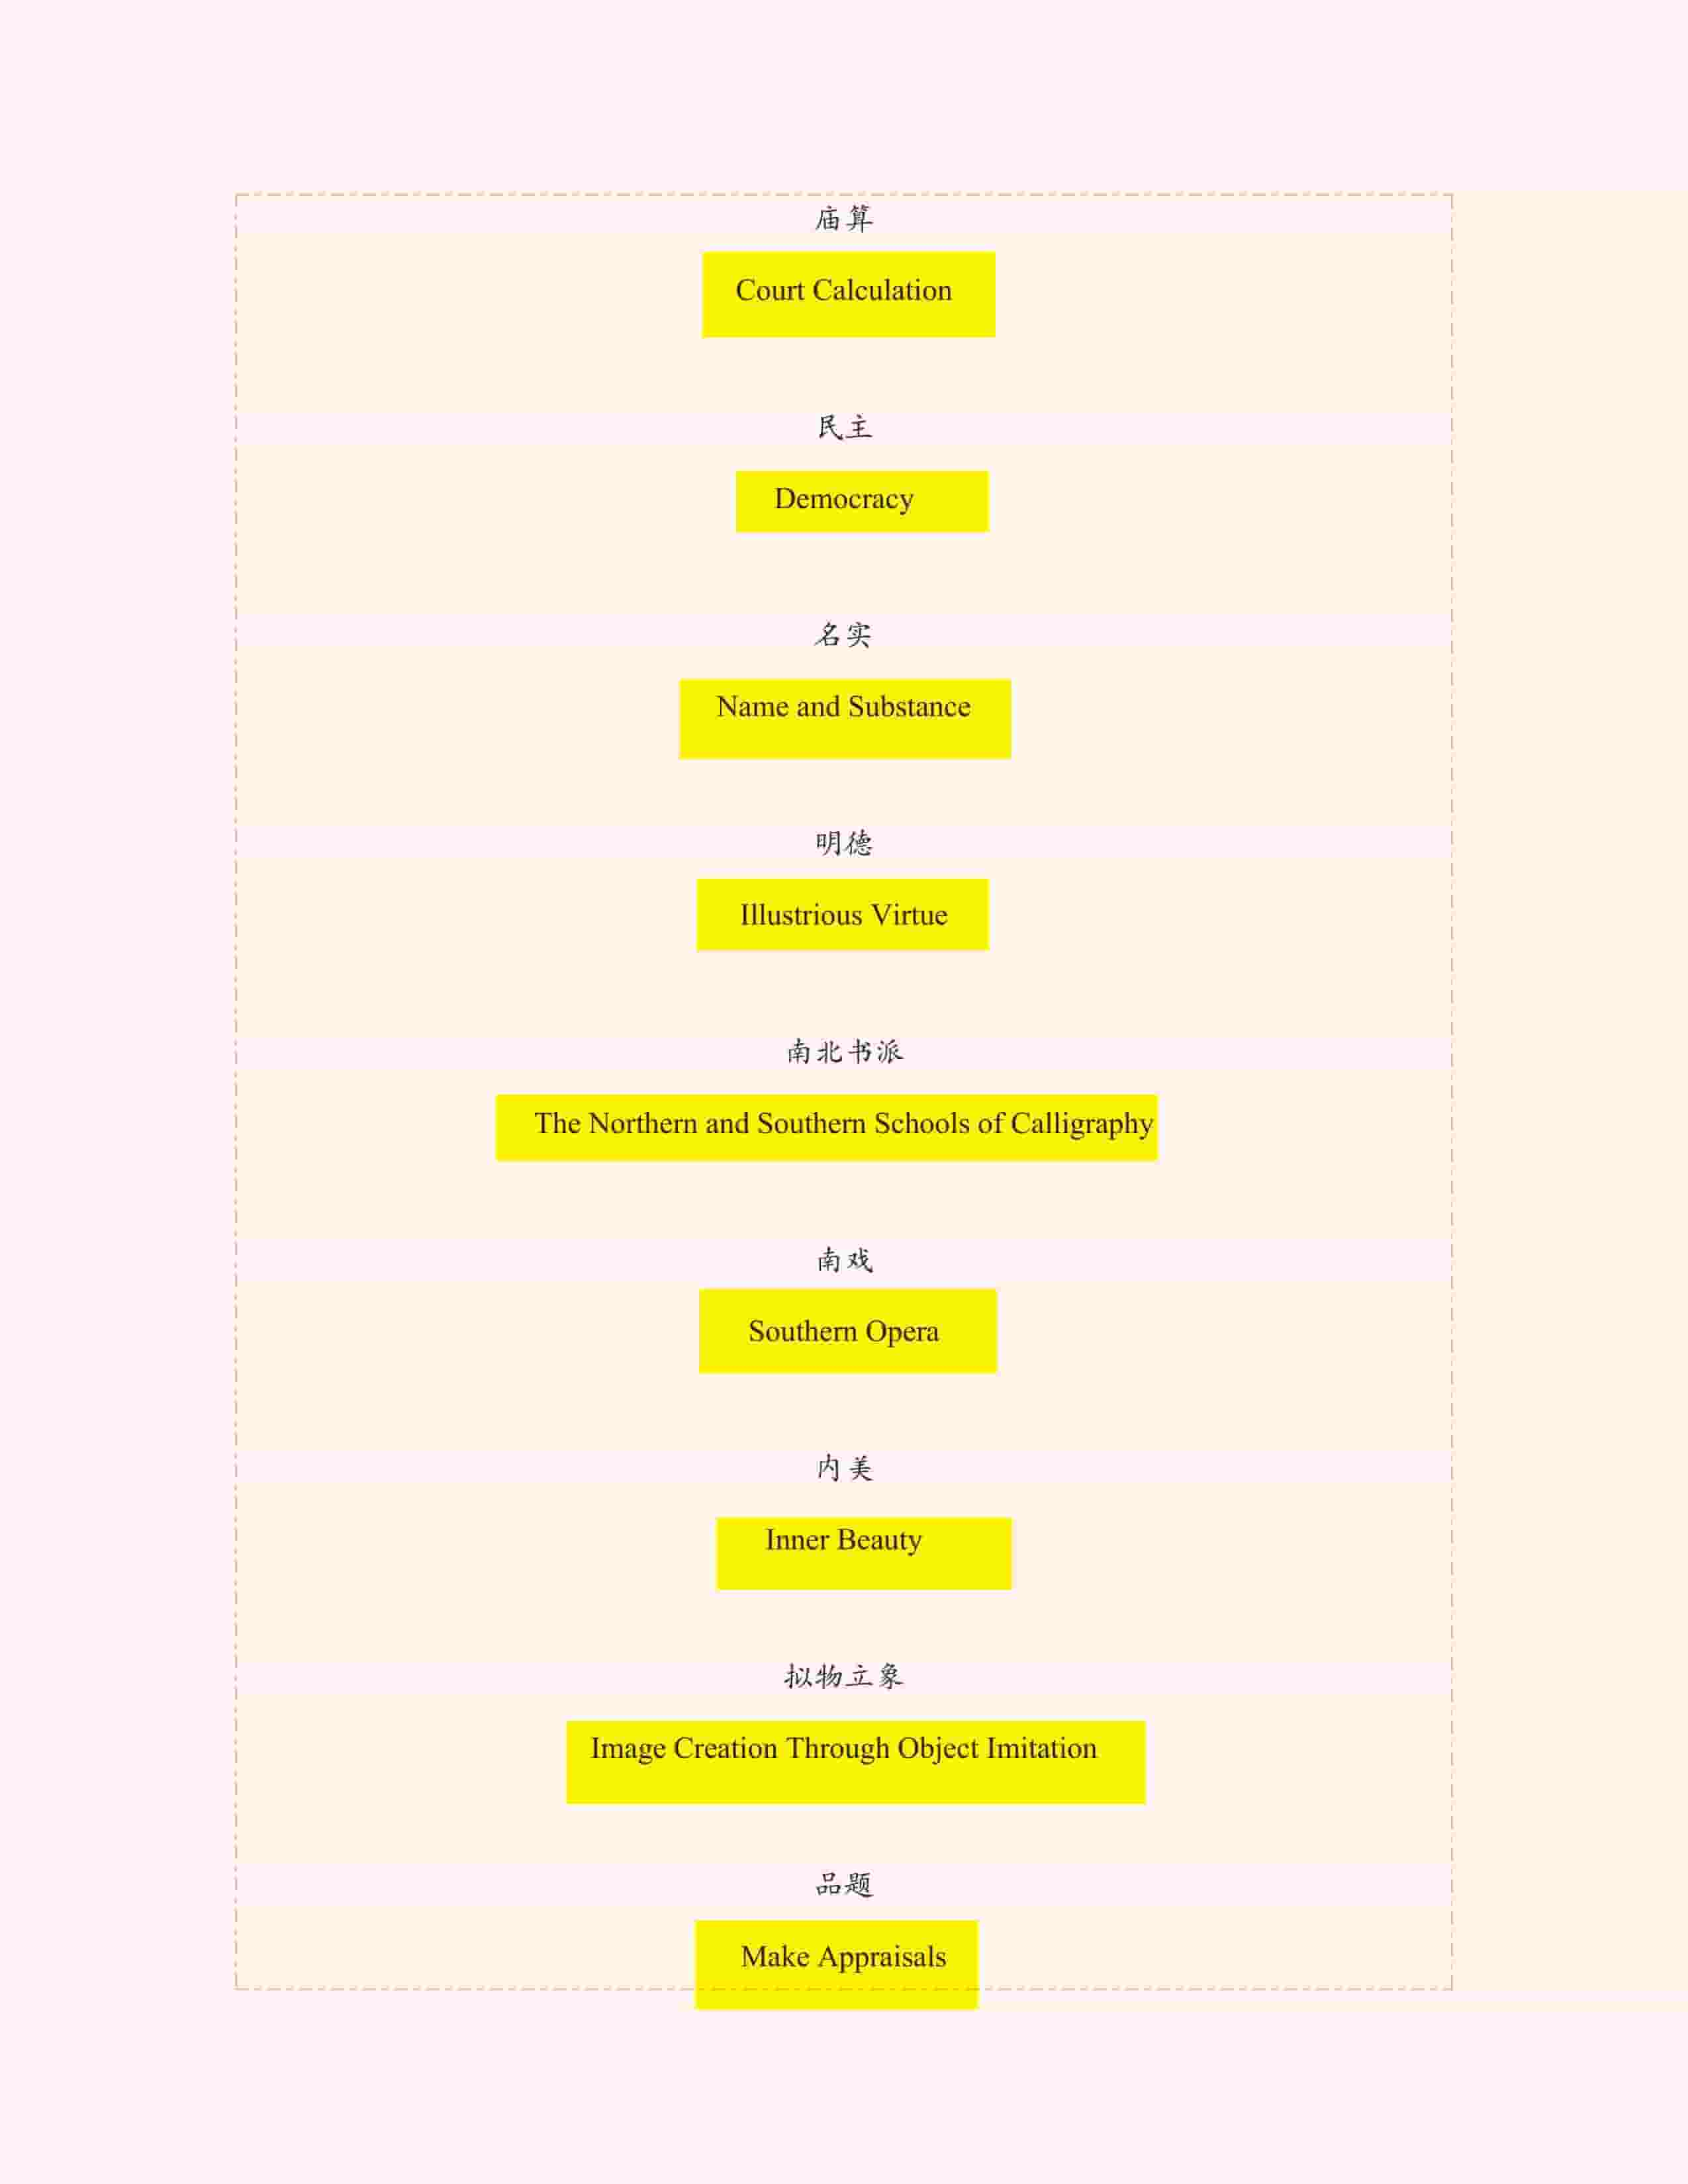 庙算
Court Calculation
民主
Democracy
名实
Name and Substance
明德
Illustrious Virtue
南北书派
The Northern and Southern Schools of Calligraphy
南戏
Southern Opera
内美
Inner Beauty
拟物立象
Image Creation Through Object Imitation
品题
Make Appraisals